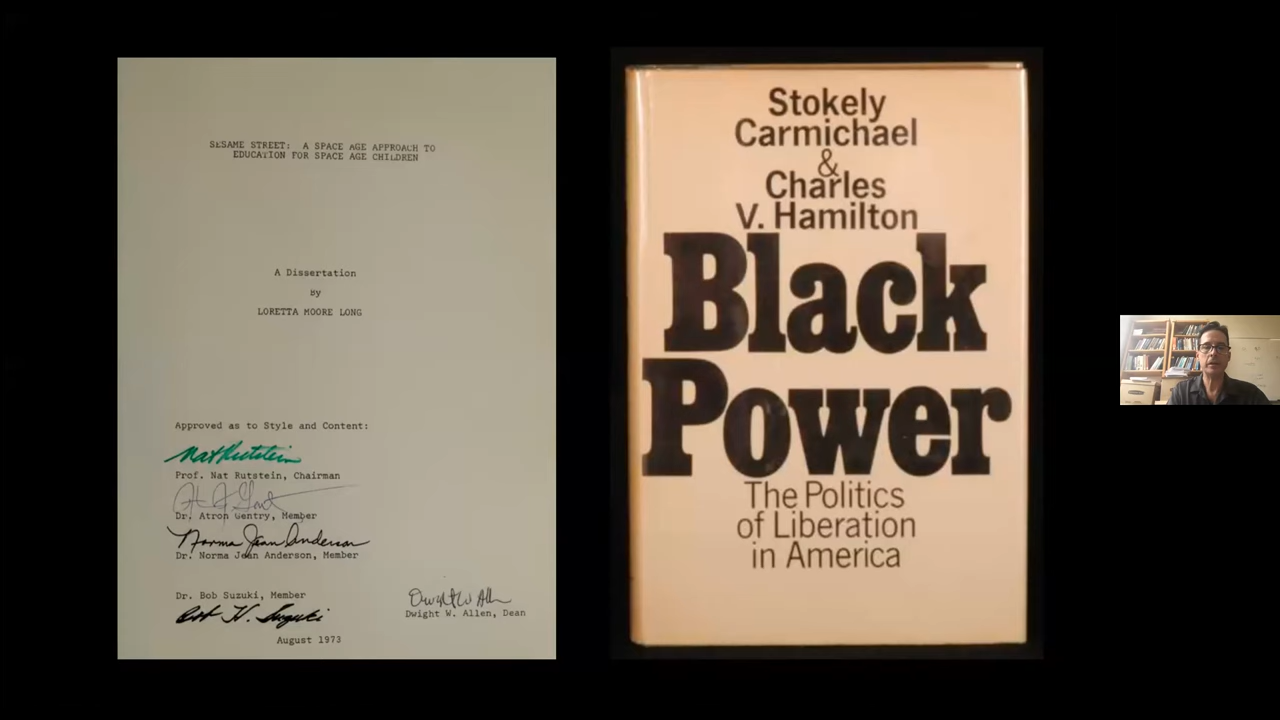 SESAME STREET: A SPACE AGE APPROACH TO
EDUCATION FOR SPACE AGE CHILDREN
A Dissertation
By
LORETTA MOORE LONG
Approved as to Style and Content:
Nat Rutstein
Prof. Nat Rutstein, Chairman
Dr. Atron Gentry, Member
Norma Jean Anderson
Dr. Norma Jean Anderson, Member
Dr. Bob Suzuki, Member
Bob H. Suzuki
Dwight W. Allen
Dwight W. Allen, Dean
August 1973
Stokely
Carmichael
&
Charles
V. Hamilton
Black
Power
The Politics
of Liberation
in America